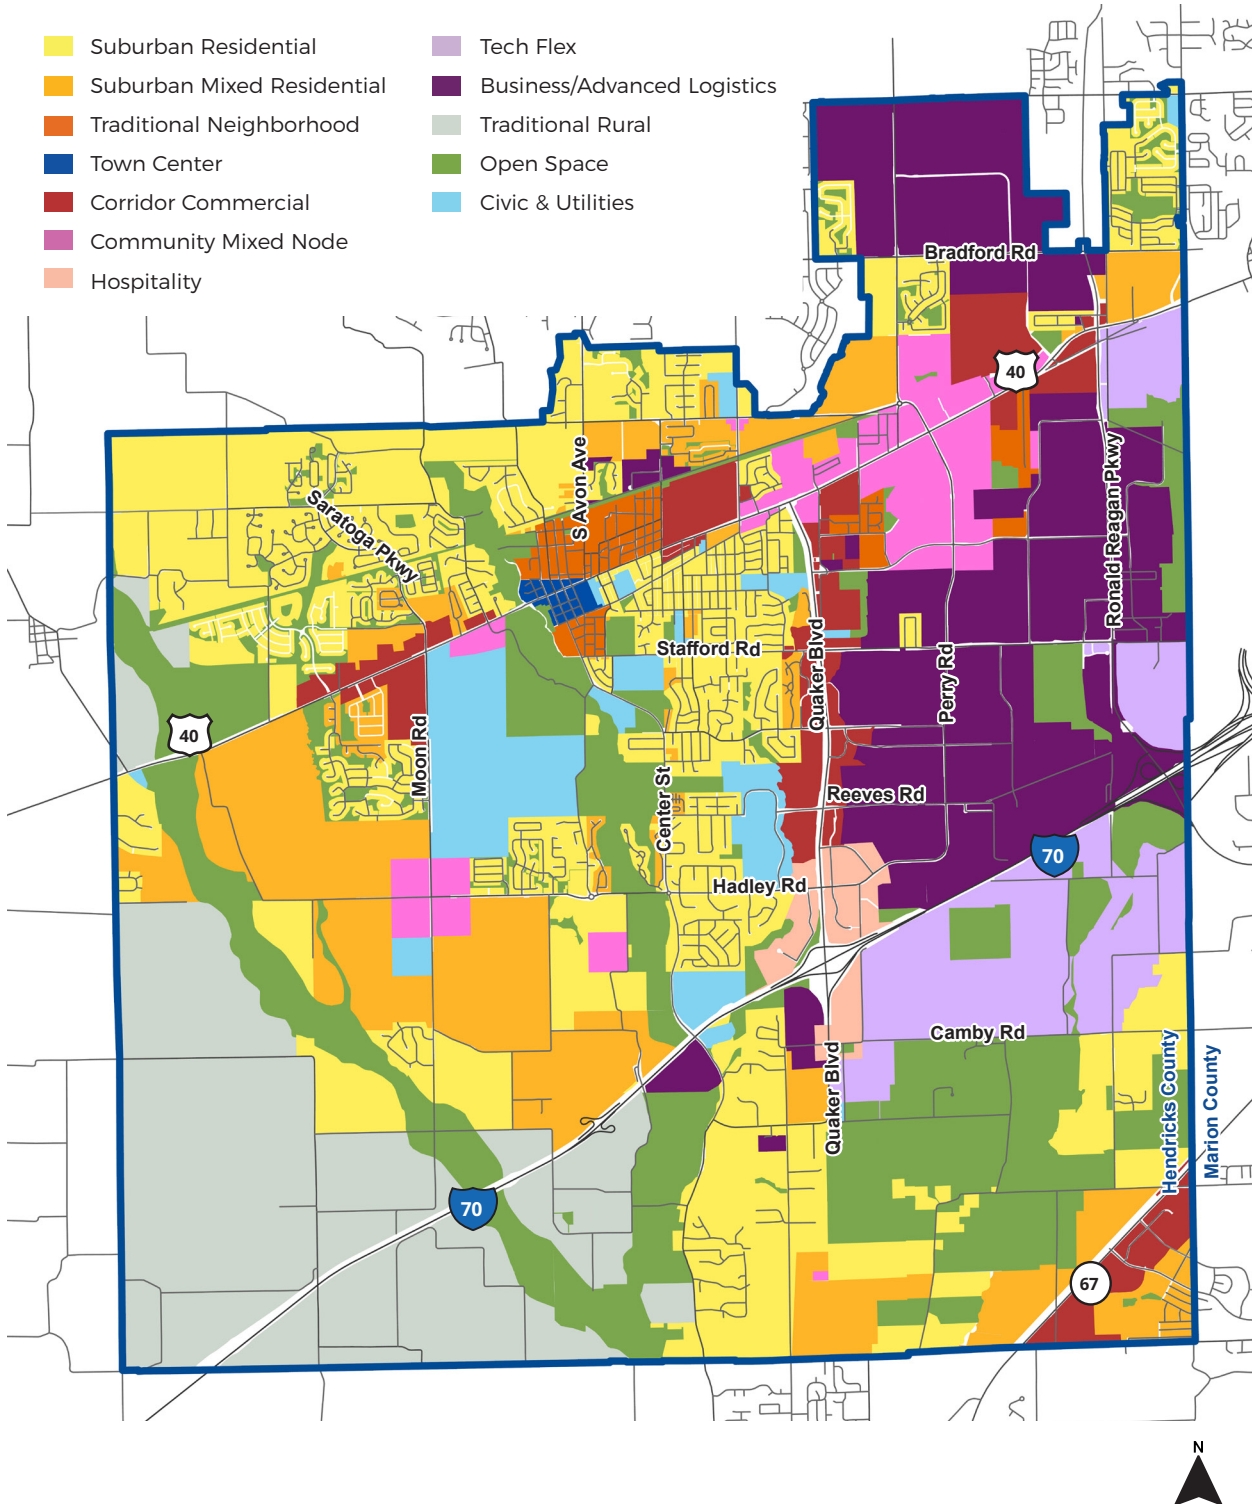 Suburban Residential
Suburban Mixed Residential
Traditional Neighborhood
Town Center
Corridor Commercial
Community Mixed Node
Hospitality
Tech Flex
Business/Advanced Logistics
Traditional Rural
Open Space
Civic & Utilities
Bradford Rd
40
S Avon Ave
Saratoga Pkwy
Ronald Reagan Pkwy
Stafford Rd
Quaker Blvd
Perry Rd
40
Moon Rd
Center St
Reeves Rd
70
Hadley Rd
Camby Rd
Quaker Blvd
Hendricks County
Marion County
70
67
N